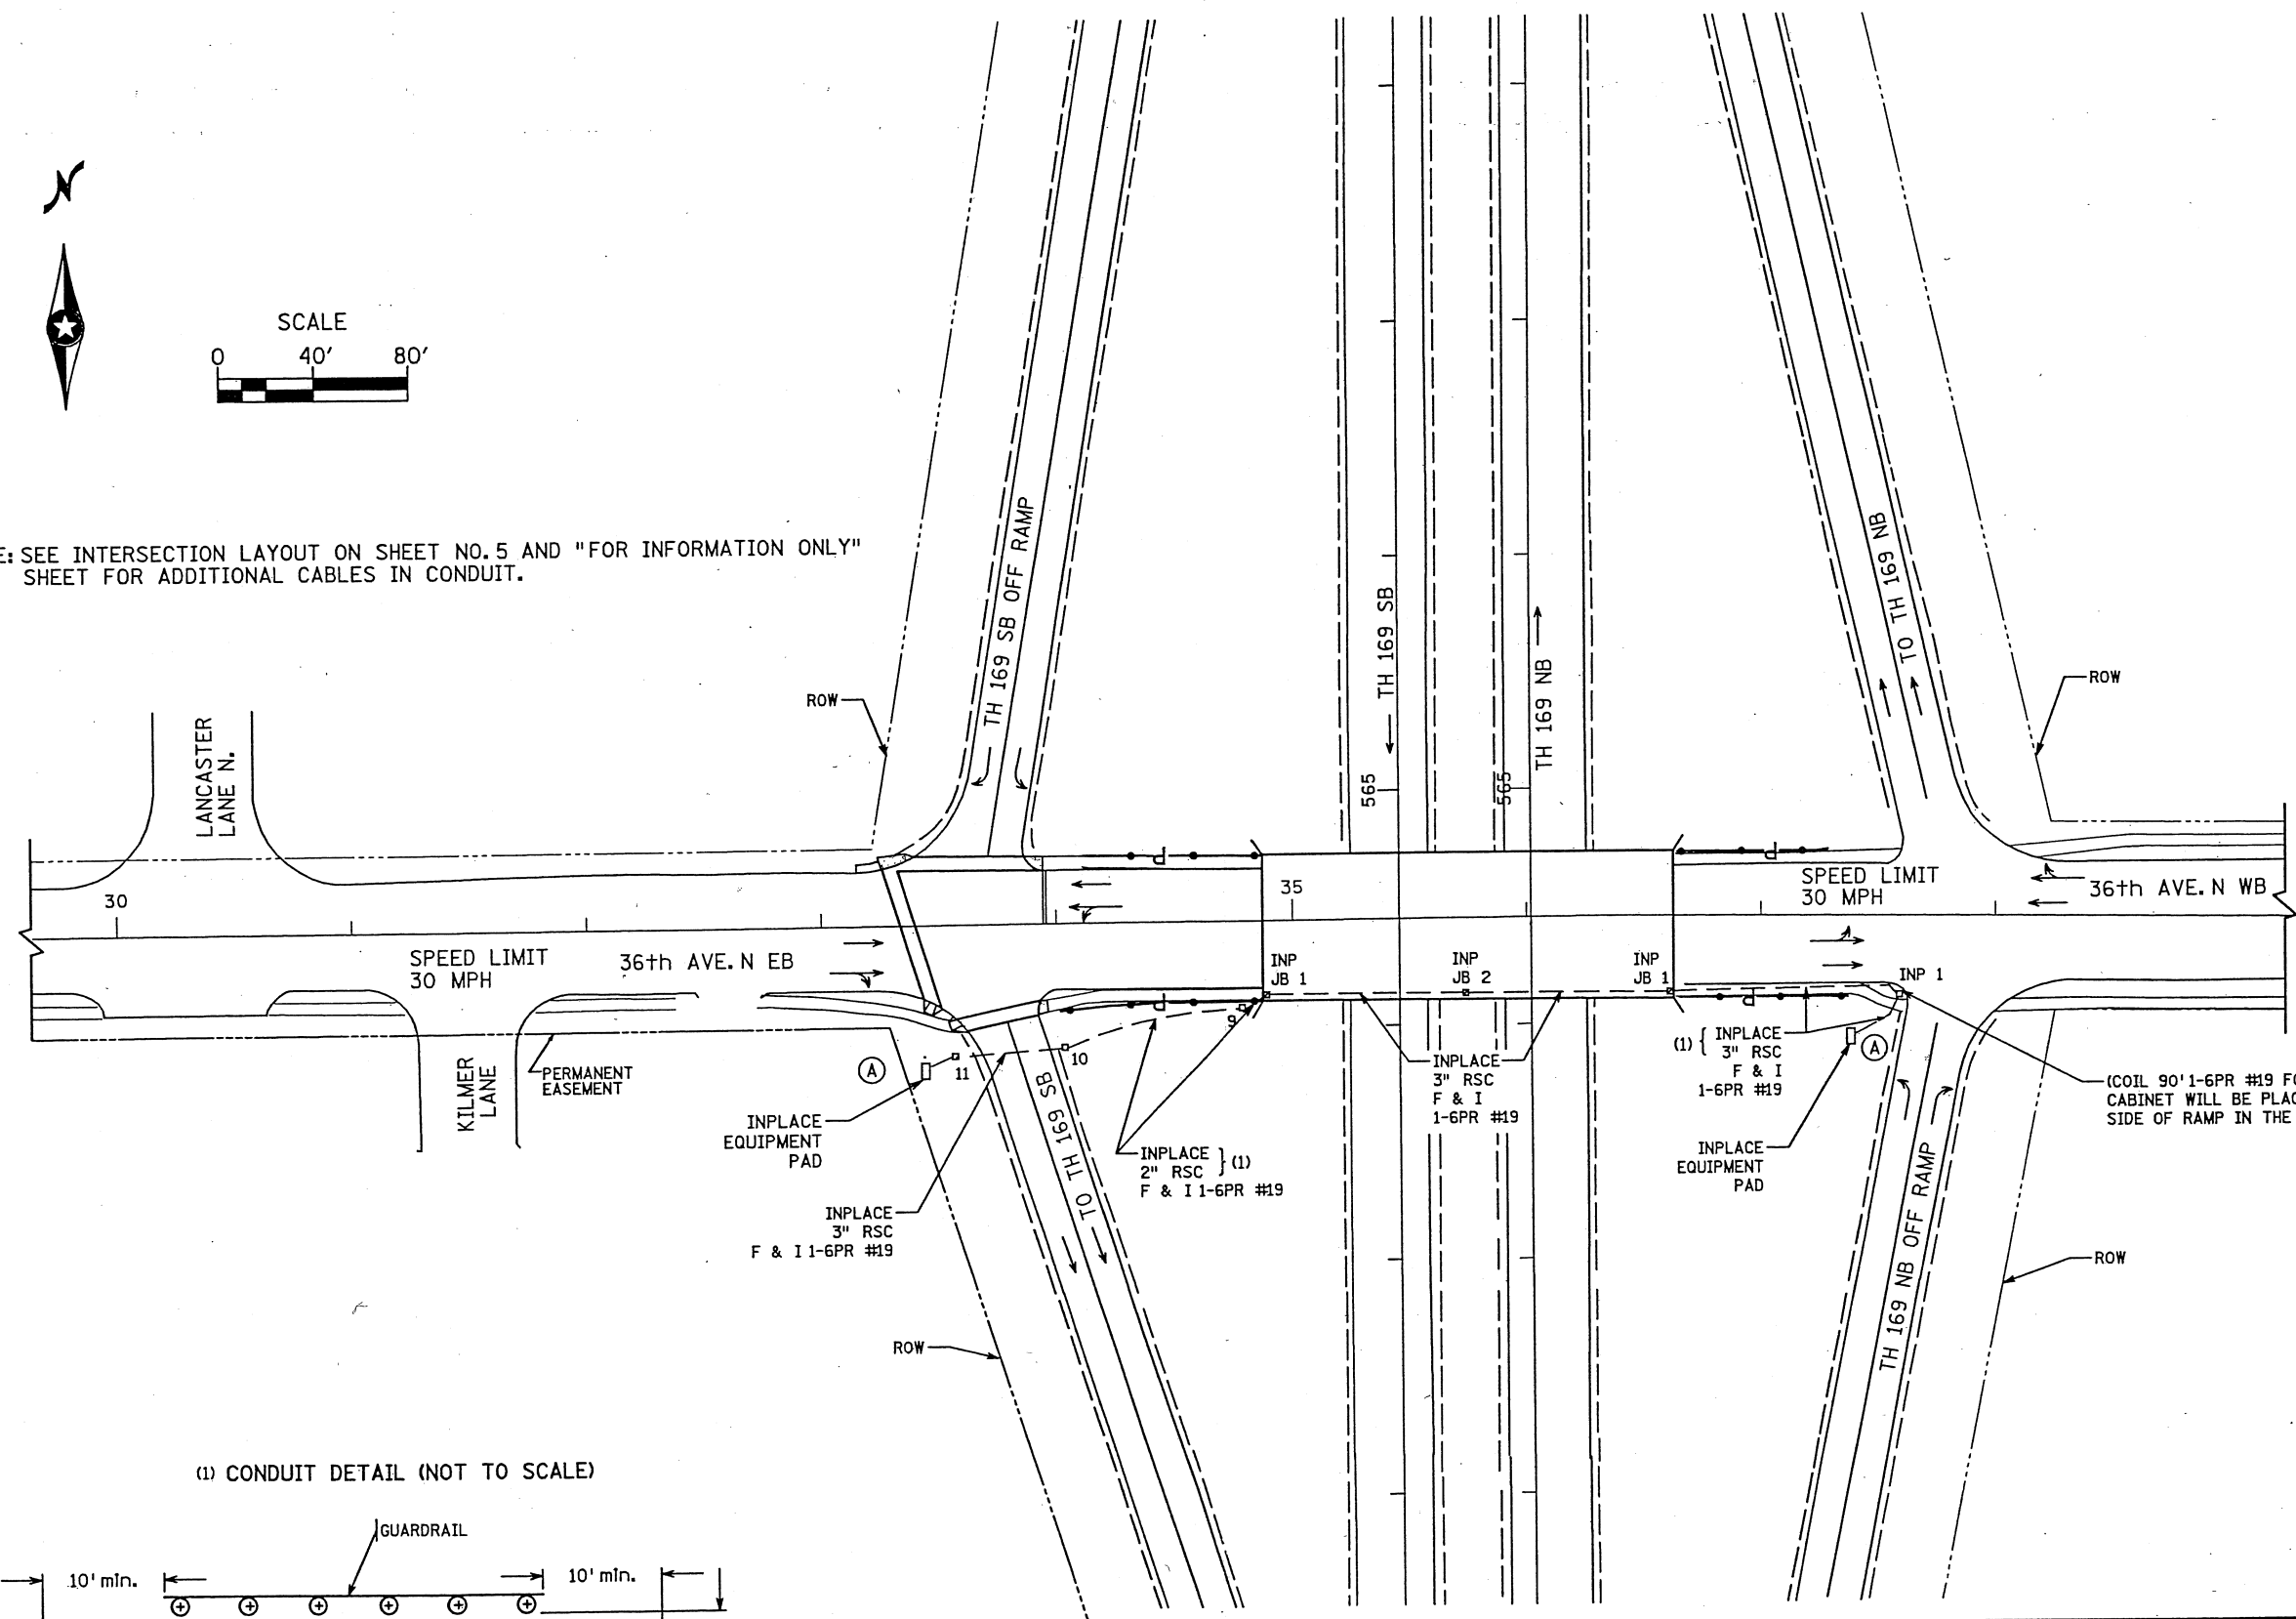 N
SCALE
0 40' 80'
E: SEE INTERSECTION LAYOUT ON SHEET NO. 5 AND "FOR INFORMATION ONLY"
SHEET FOR ADDITIONAL CABLES IN CONDUIT.
TH 169 SB OFF RAMP
TH 169 SB
TH 169 NB
TO TH 169 NB
ROW
ROW
LANCASTER
LANE N.
565
565
30
35
SPEED LIMIT
30 MPH
36th AVE. N WB
SPEED LIMIT
30 MPH
36th AVE. N EB
INP
JB 1
INP
JB 2
INP
JB 1
INP 1
9
10
11
A
A
KILMER
LANE
PERMANENT
EASEMENT
INPLACE
EQUIPMENT
PAD
INPLACE
3" RSC
F & I 1-6PR #19
TO TH 169 SB
INPLACE
2" RSC } (1)
F & I 1-6PR #19
INPLACE
3" RSC
F & I
1-6PR #19
(1) { INPLACE
3" RSC
F & I
1-6PR #19
INPLACE
EQUIPMENT
PAD
(COIL 90' 1-6PR #19
CABINET WILL BE
SIDE OF RAMP IN THE
TH 169 NB OFF RAMP
ROW
ROW
(1) CONDUIT DETAIL (NOT TO SCALE)
GUARDRAIL
10' min.
10' min.